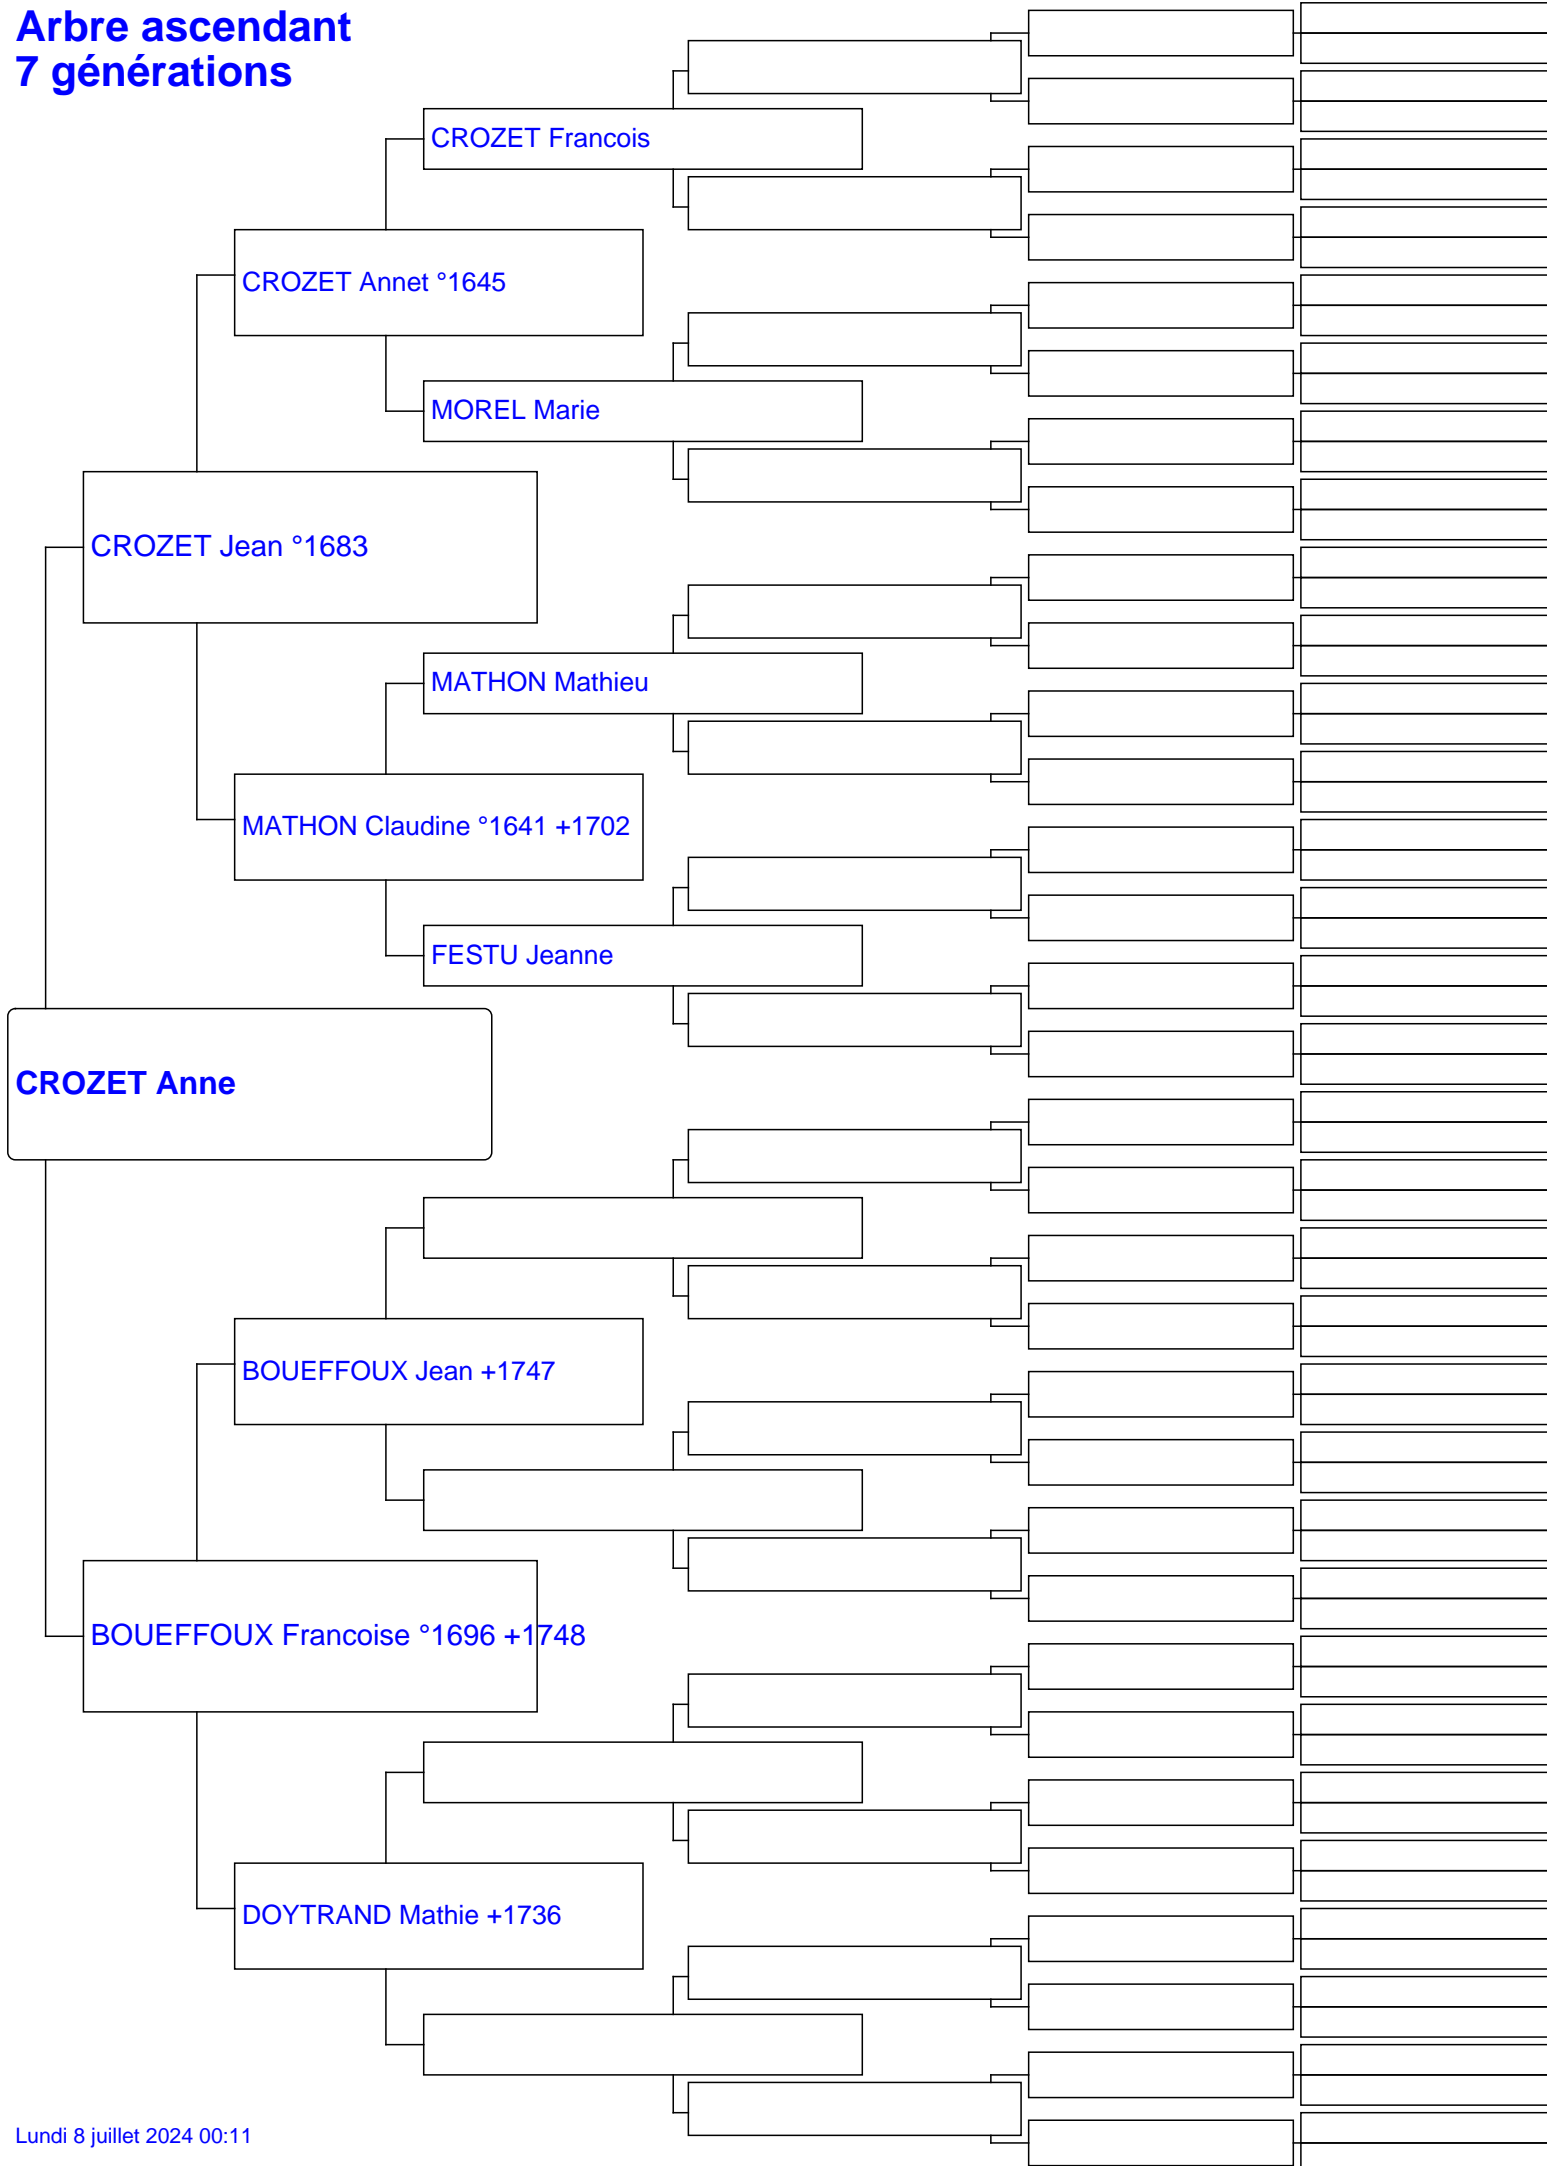 Arbre ascendant
7 générations
CROZET Francois
CROZET Annet °1645
MOREL Marie
CROZET Jean °1683
MATHON Mathieu
MATHON Claudine °1641 +1702
FESTU Jeanne
CROZET Anne
BOUEFFOUX Jean +1747
BOUEFFOUX Francoise °1696 +1748
DOYTRAND Mathie +1736
Lundi 8 juillet 2024 00:11